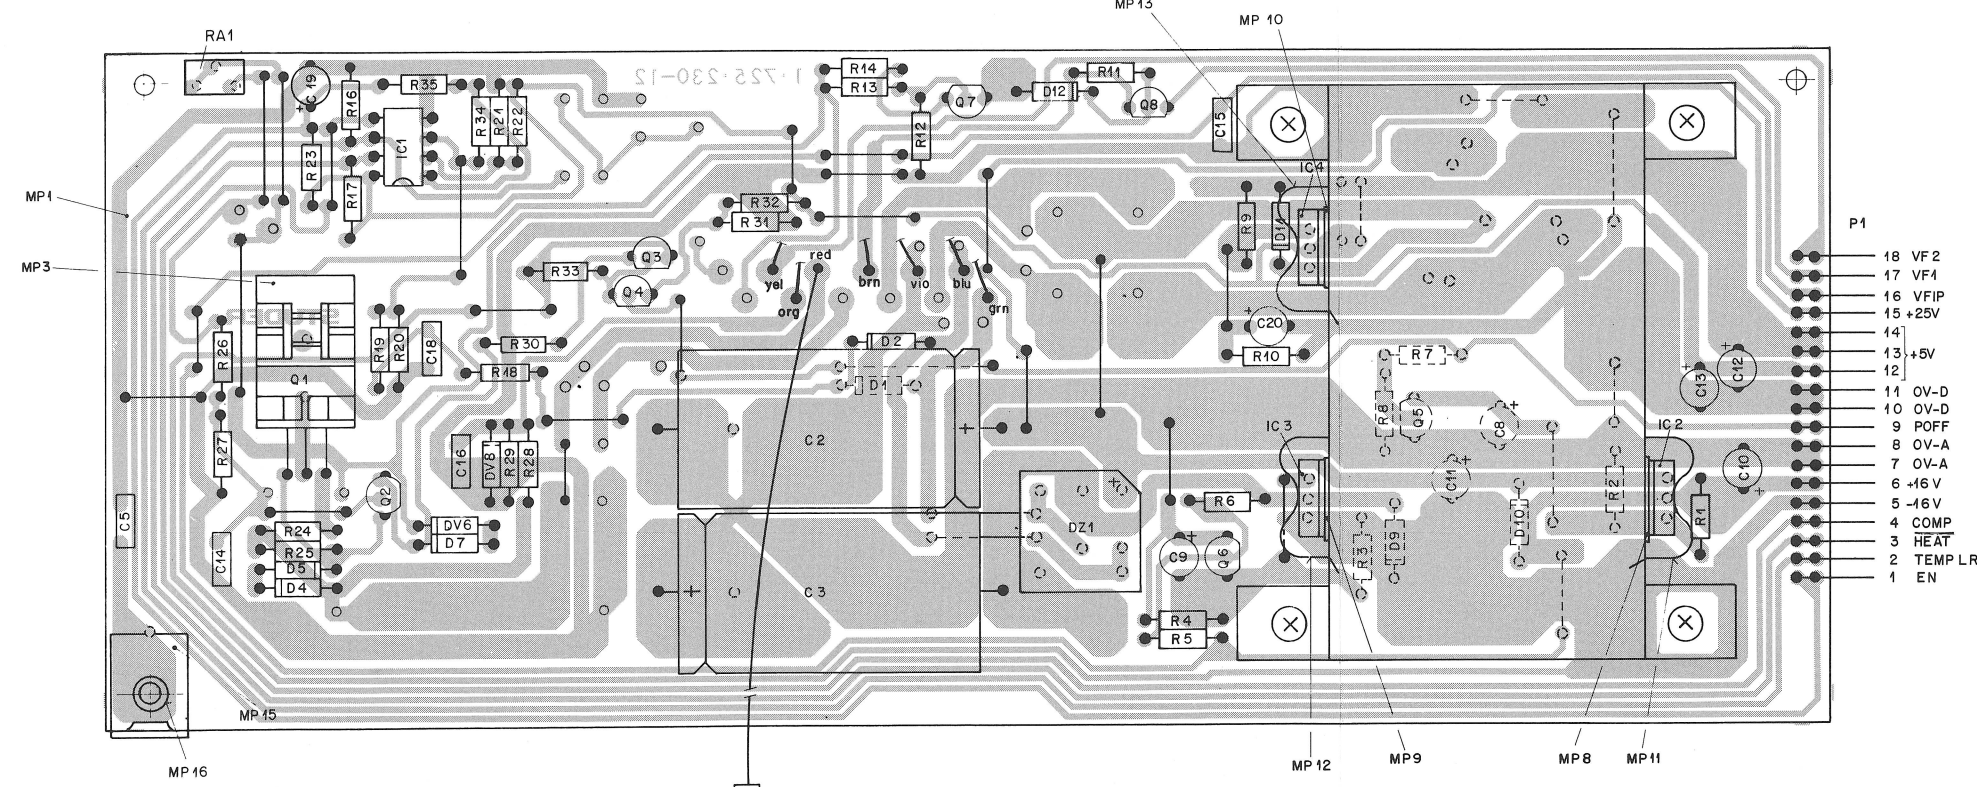 MP13
MP 10
RA1
1·725·230-12
C 19
R16
R35
R34
R21
R22
R14
R13
R11
Q7
D12
Q8
R12
C15
IC1
R23
R17
IC4
MP1
R32
R31
R9
D11
P1
MP3
Q3
red
R33
Q4
yel
brn
vio
blu
org
grn
18 VF2
17 VF1
16 VFIP
15 +25V
14
13 +5V
12
11 OV-D
10 OV-D
9 POFF
8 OV-A
7 OV-A
6 +16V
5 -16V
4 COMP
3 HEAT
2 TEMP LR
1 EN
STUDER
C20
R26
R19
R20
C18
R30
D2
R10
R7
Q1
R18
D1
C13
C12
R8
Q5
C8
C2
+
IC3
IC2
R27
C16
DV8
R29
R28
C11
C10
Q2
R6
R2
R1
C5
DZ1
D10
R24
DV6
D7
R25
D5
D4
C14
C9
Q6
R3
D9
C3
+
R4
R5
MP15
MP16
MP12
MP9
MP8
MP11